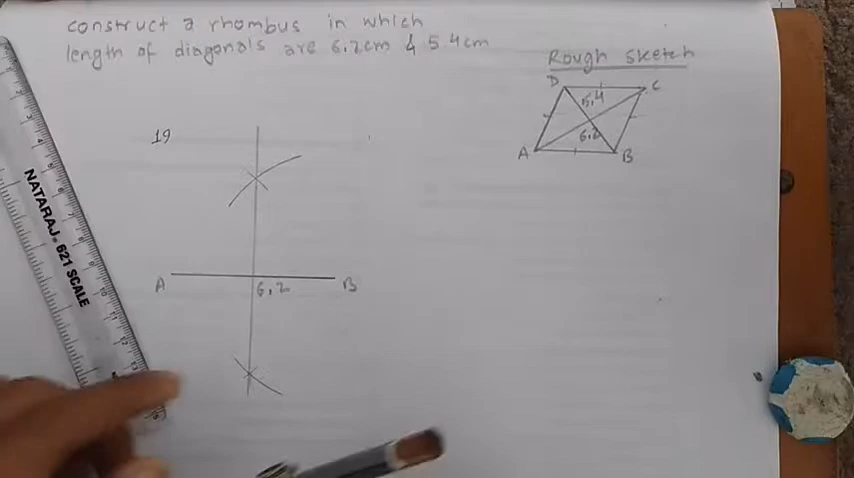 construct a rhombus in which
length of diagonals are 6.2cm & 5.4cm
Rough sketch
D
C
5.4
6.2
A
B
19
A
6.2
B
NATARAJ 621 SCALE